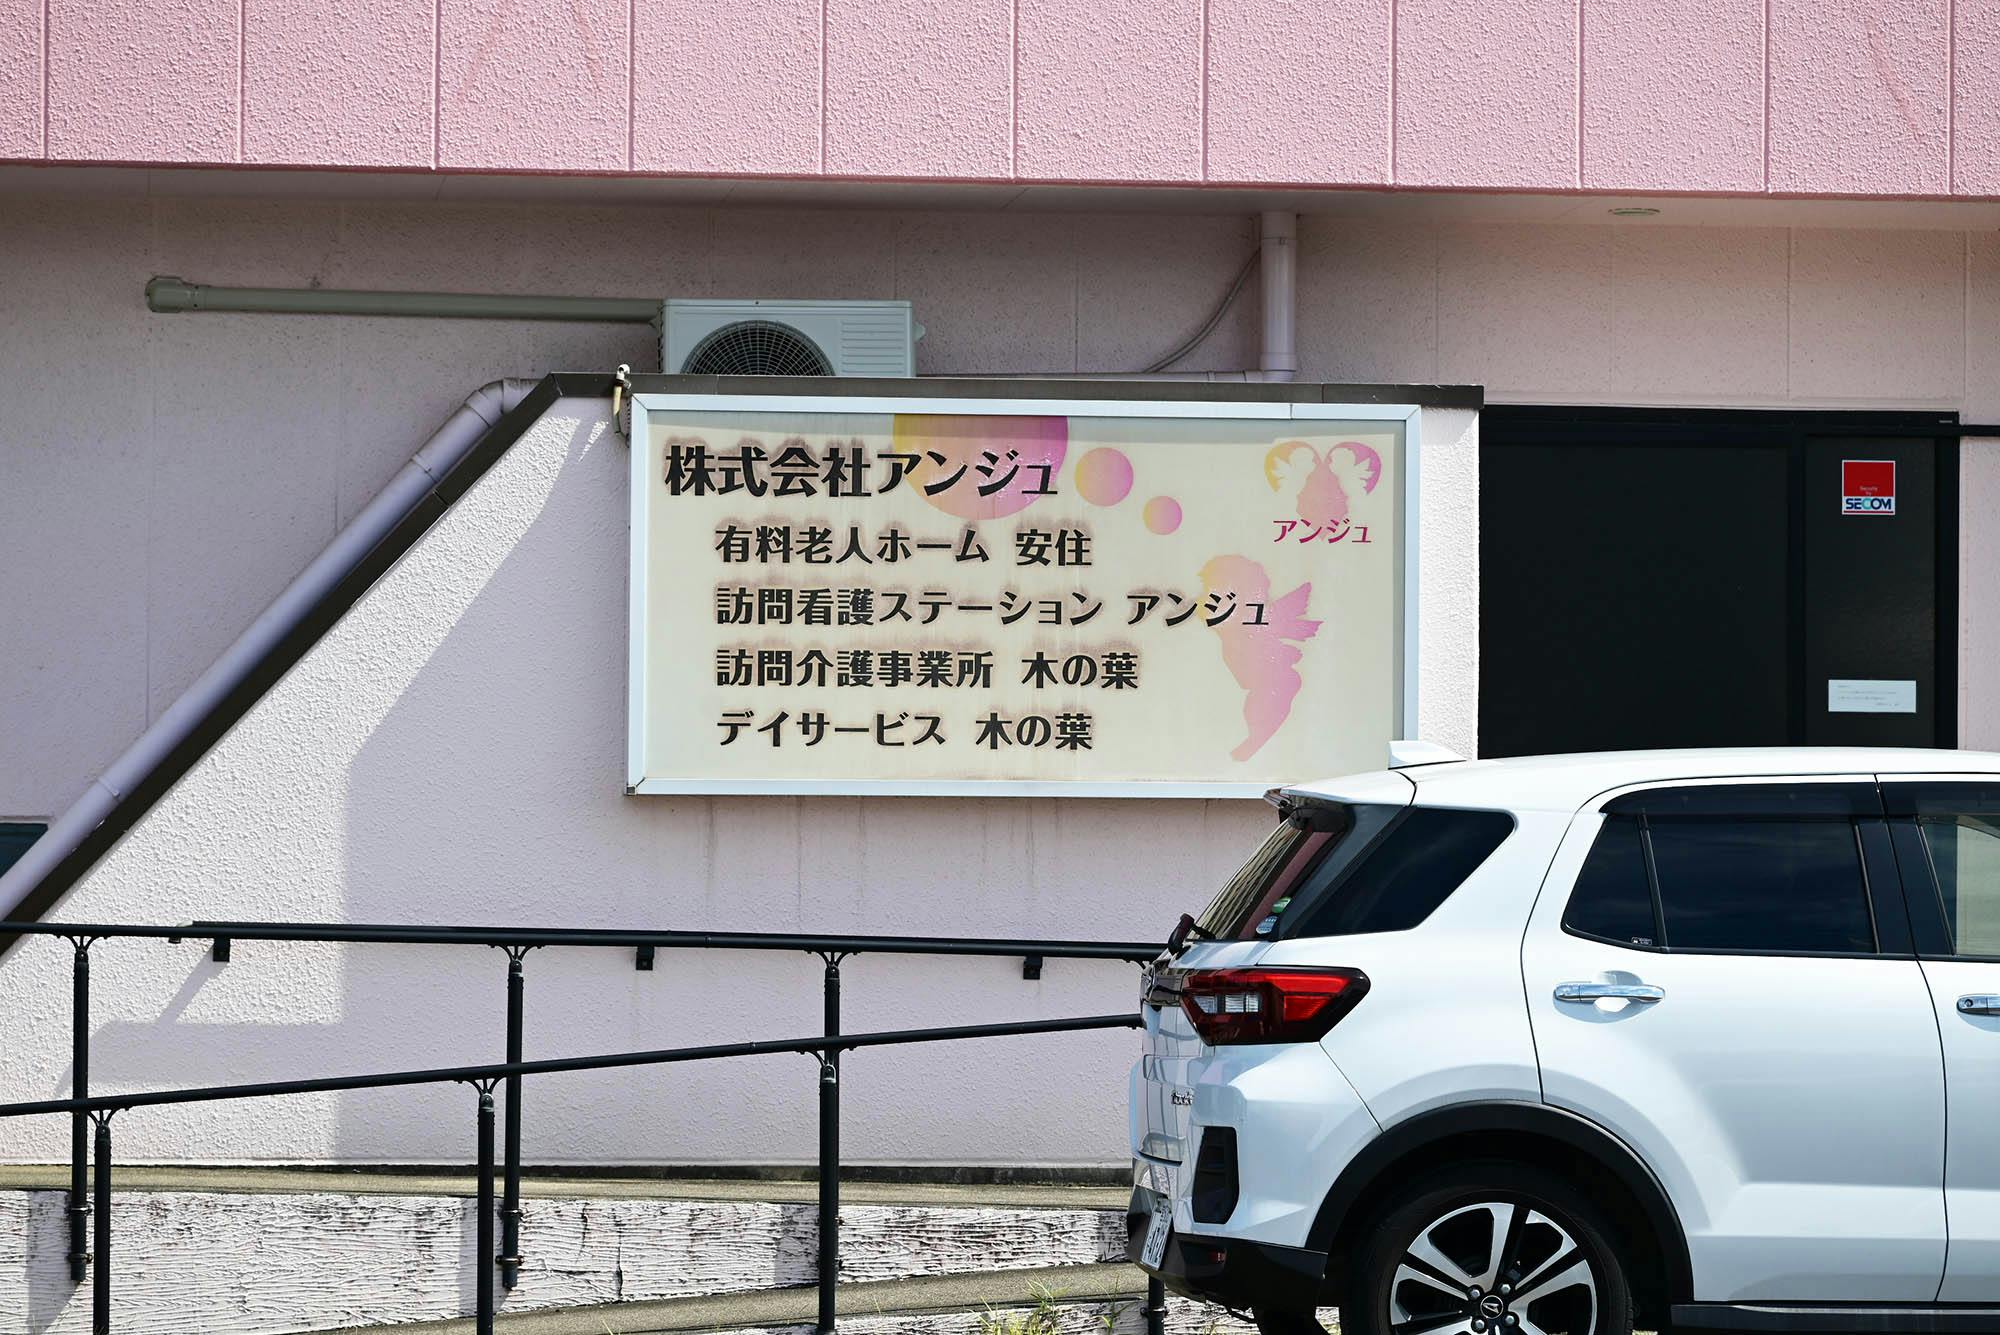 株式会社アンジュ
アンジュ
有料老人ホーム 安住
訪問看護ステーション アンジュ
訪問介護事業所 木の葉
デイサービス 木の葉
Security
by
SECOM